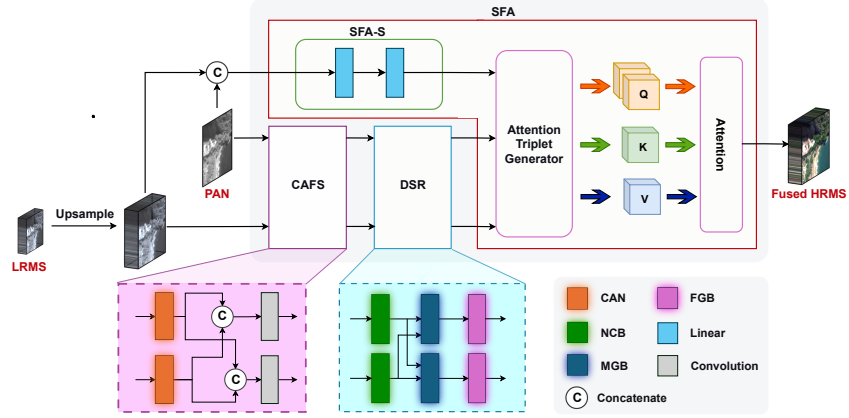 SFA
SFA-S
C
PAN
Upsample
LRMS
CAFS
DSR
Attention
Triplet
Generator
Q
K
V
Attention
Fused HRMS
C
C
CAN
FGB
NCB
Linear
MGB
Convolution
C
Concatenate